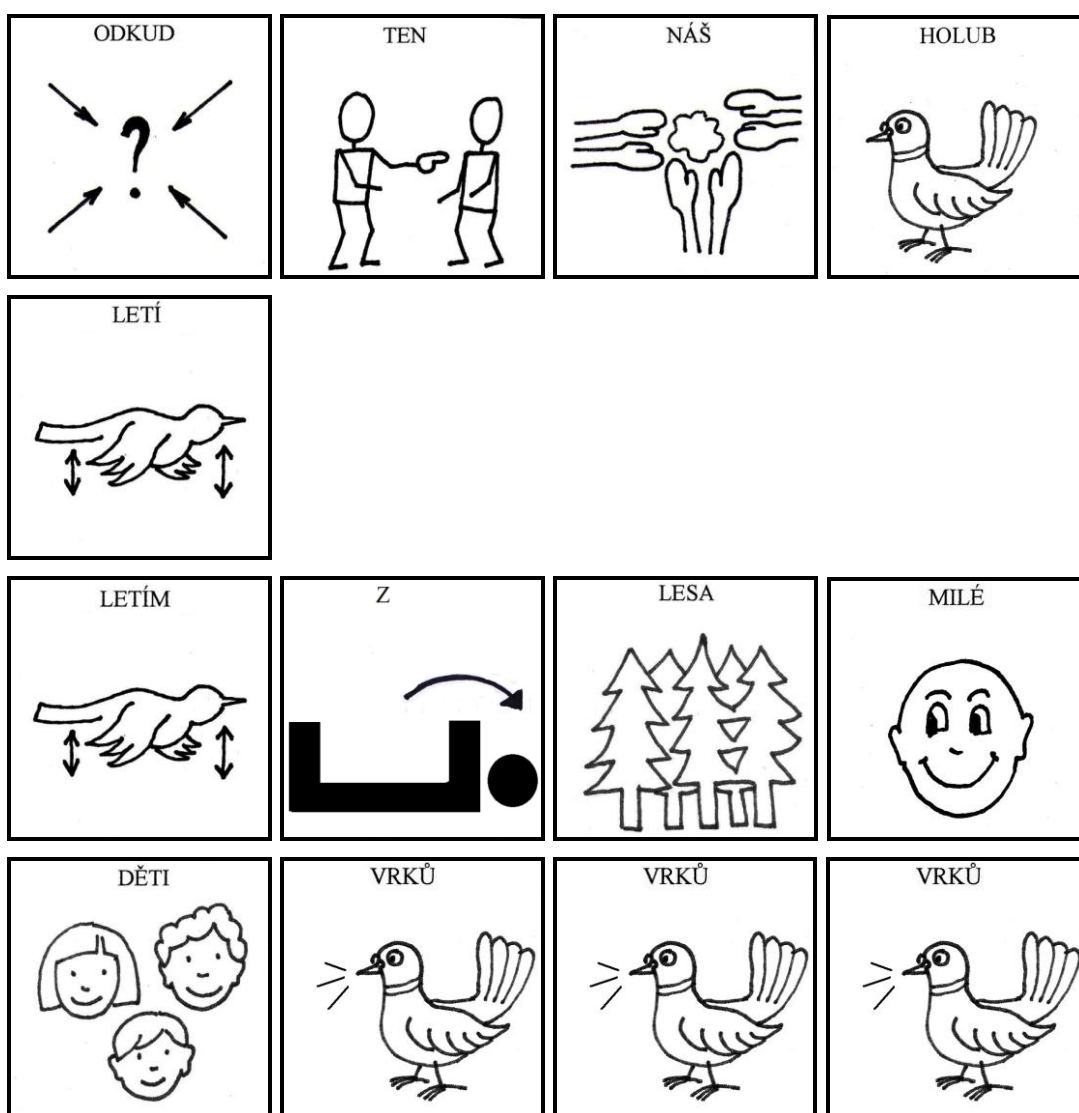 ODKUD TEN NÁŠ HOLUB
LETÍ
LETÍM Z LESA MILÉ
DĚTI VRKŮ VRKŮ VRKŮ